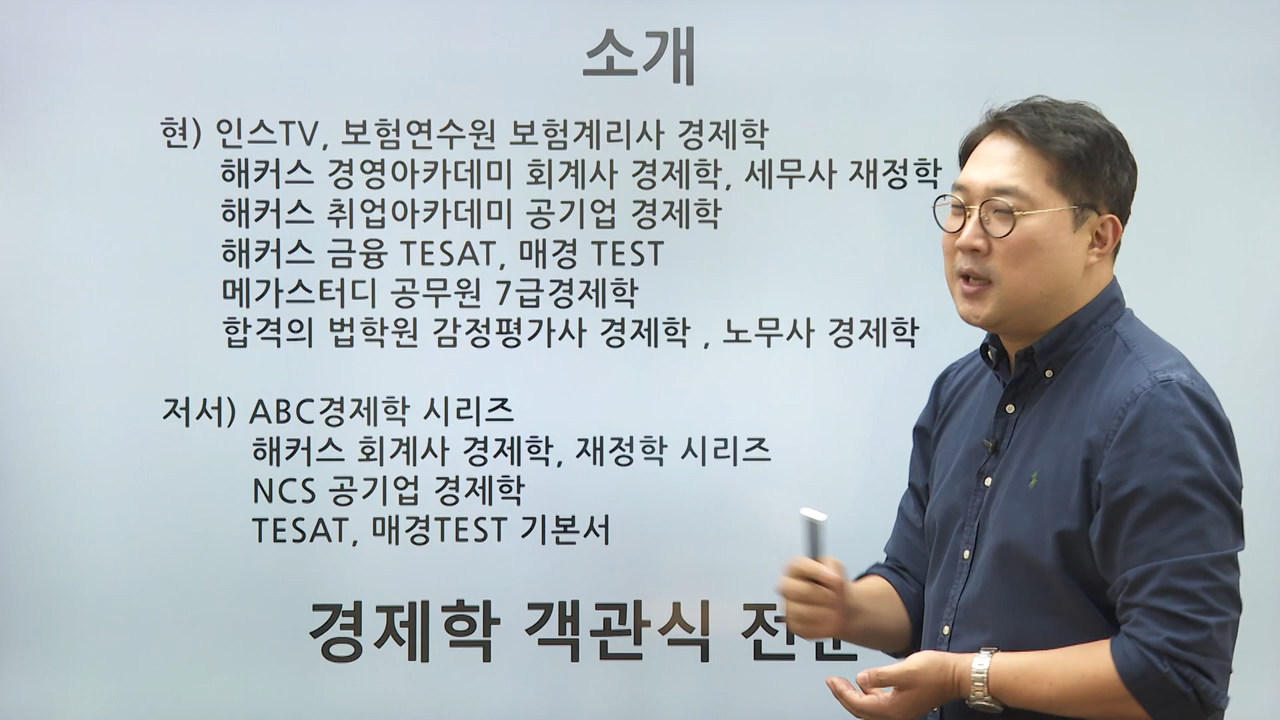 소개
현) 인스TV, 보험연수원 보험계리사 경제학
해커스 경영아카데미 회계사 경제학, 세무사 재정학
해커스 취업아카데미 공기업 경제학
해커스 금융 TESAT, 매경 TEST
메가스터디 공무원 7급경제학
합격의 법학원 감정평가사 경제학 , 노무사 경제학
저서) ABC경제학 시리즈
해커스 회계사 경제학, 재정학 시리즈
NCS 공기업 경제학
TESAT, 매경TEST 기본서
경제학 객관식